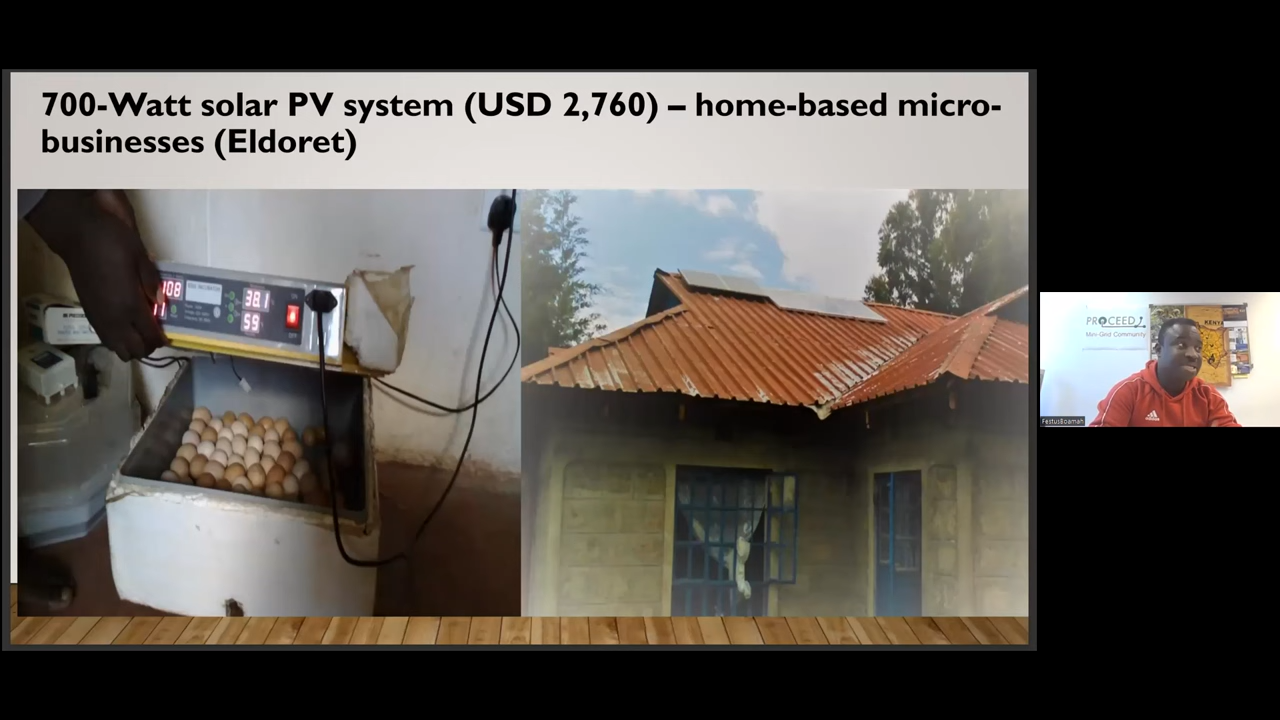 700-Watt solar PV system (USD 2,760) – home-based micro-
businesses (Eldoret)
38.1
59
PROCEED
Mini-Grid Community
KENYA
FestusBoamah